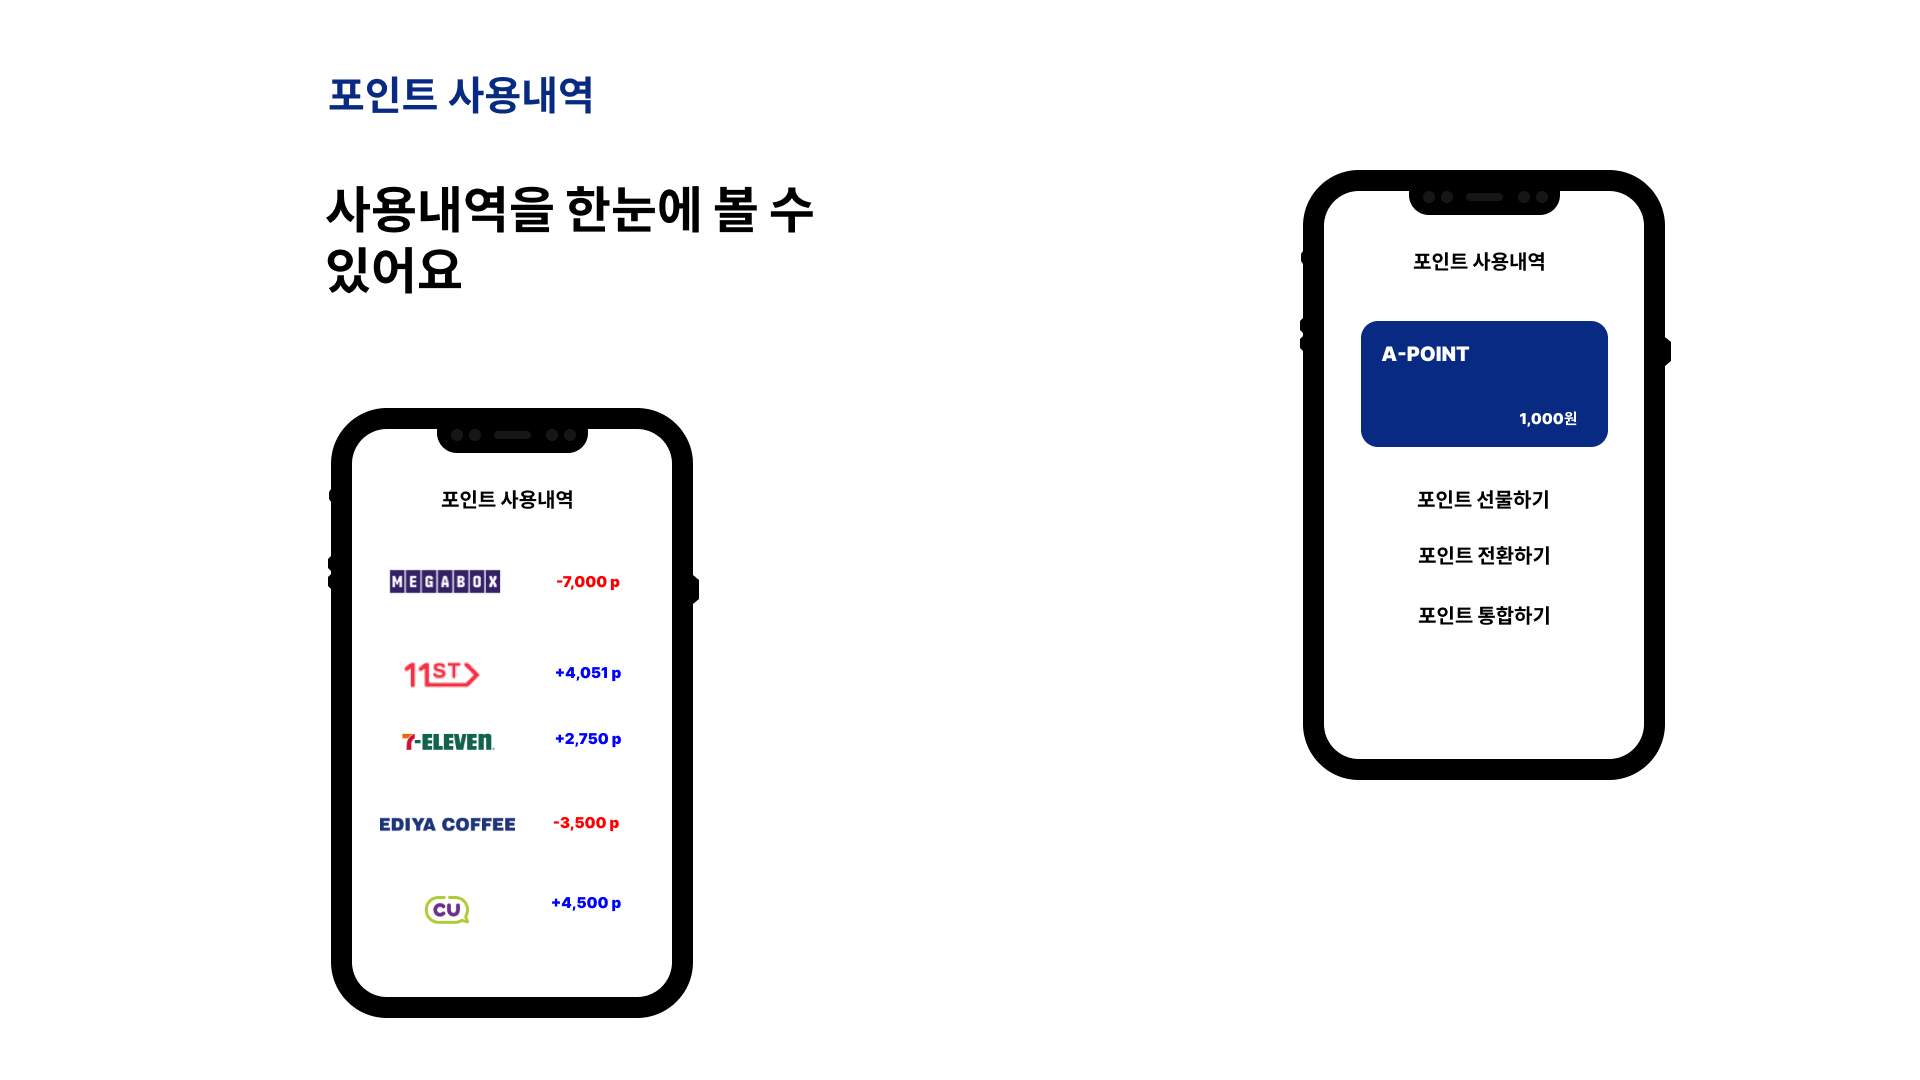 포인트 사용내역
사용내역을 한눈에 볼 수
있어요
포인트 사용내역
MEGABOX -7,000 p
11ST +4,051 p
7-ELEVEN +2,750 p
EDIYA COFFEE -3,500 p
CU +4,500 p
포인트 사용내역
A-POINT
1,000원
포인트 선물하기
포인트 전환하기
포인트 통합하기